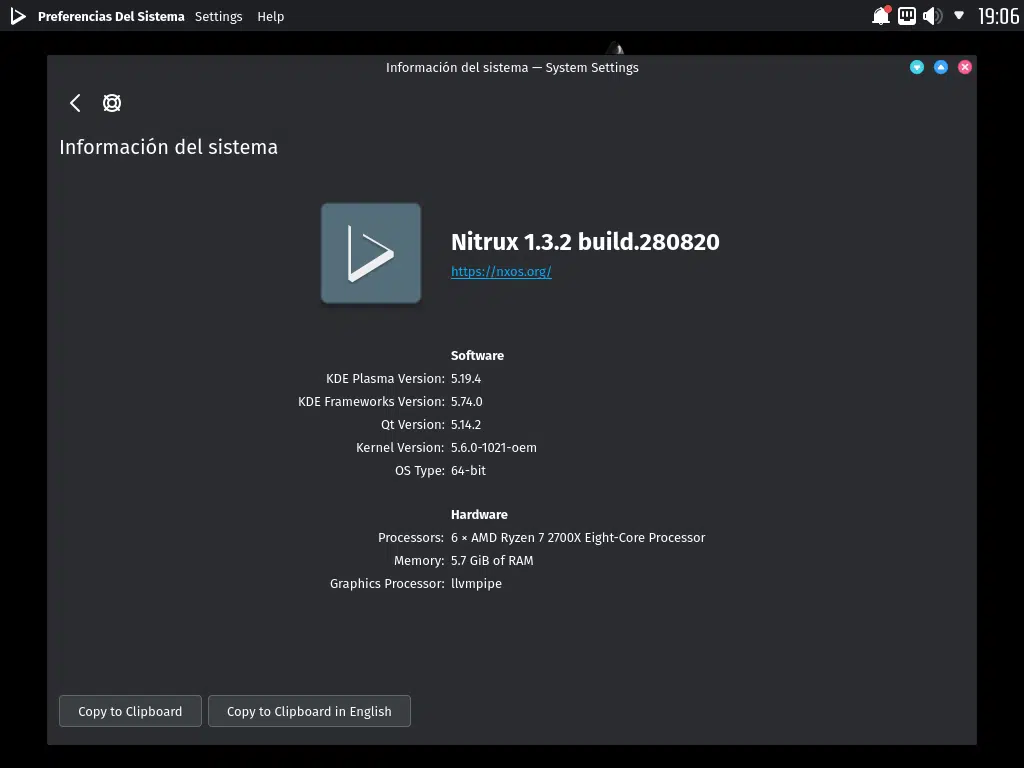 Preferencias Del Sistema Settings Help 19:06
Información del sistema — System Settings
Información del sistema
Nitrux 1.3.2 build.280820
https://nxos.org/
Software
KDE Plasma Version: 5.19.4
KDE Frameworks Version: 5.74.0
Qt Version: 5.14.2
Kernel Version: 5.6.0-1021-oem
OS Type: 64-bit
Hardware
Processors: 6 × AMD Ryzen 7 2700X Eight-Core Processor
Memory: 5.7 GiB of RAM
Graphics Processor: llvmpipe
Copy to Clipboard Copy to Clipboard in English